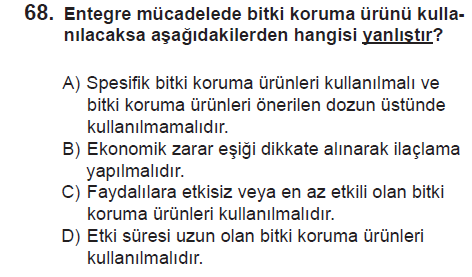 68. Entegre mücadelede bitki koruma ürünü kulla-
nılacaksa aşağıdakilerden hangisi yanlıştır?
A) Spesifik bitki koruma ürünleri kullanılmalı ve
bitki koruma ürünleri önerilen dozun üstünde
kullanılmamalıdır.
B) Ekonomik zarar eşiği dikkate alınarak ilaçlama
yapılmalıdır.
C) Faydalılara etkisiz veya en az etkili olan bitki
koruma ürünleri kullanılmalıdır.
D) Etki süresi uzun olan bitki koruma ürünleri
kullanılmalıdır.